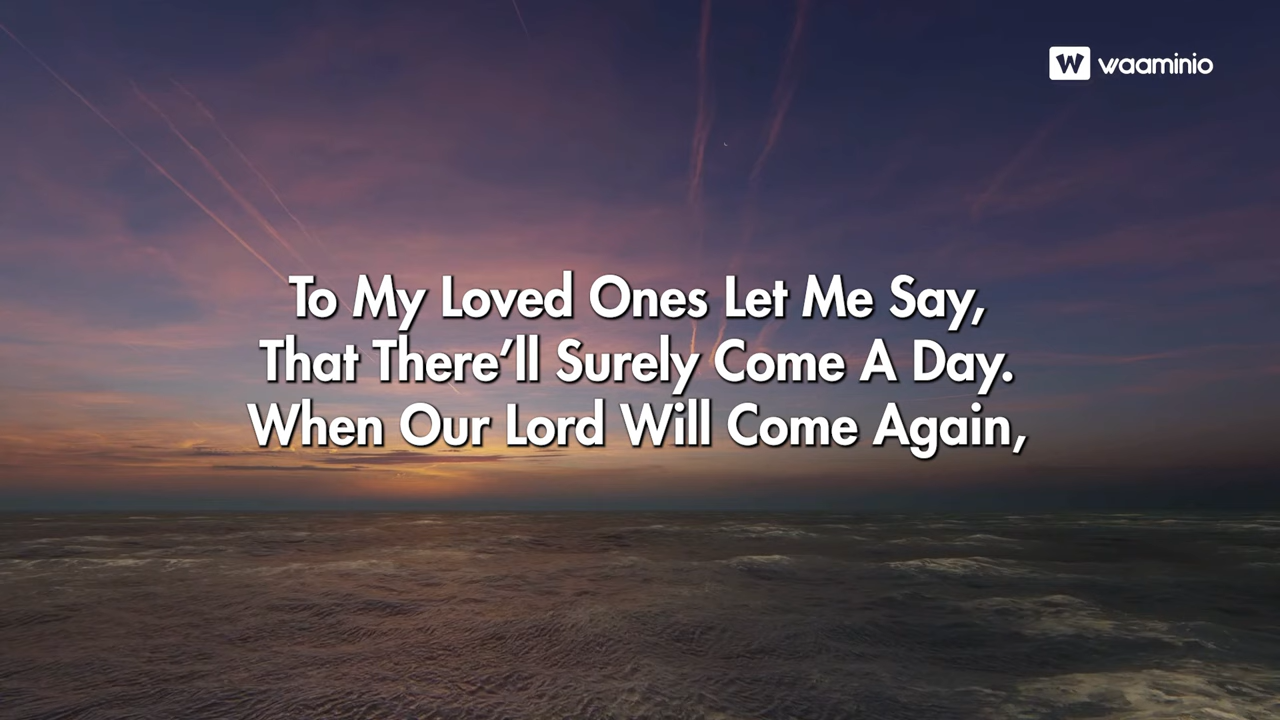 W waaminio
To My Loved Ones Let Me Say,
That There’ll Surely Come A Day.
When Our Lord Will Come Again,